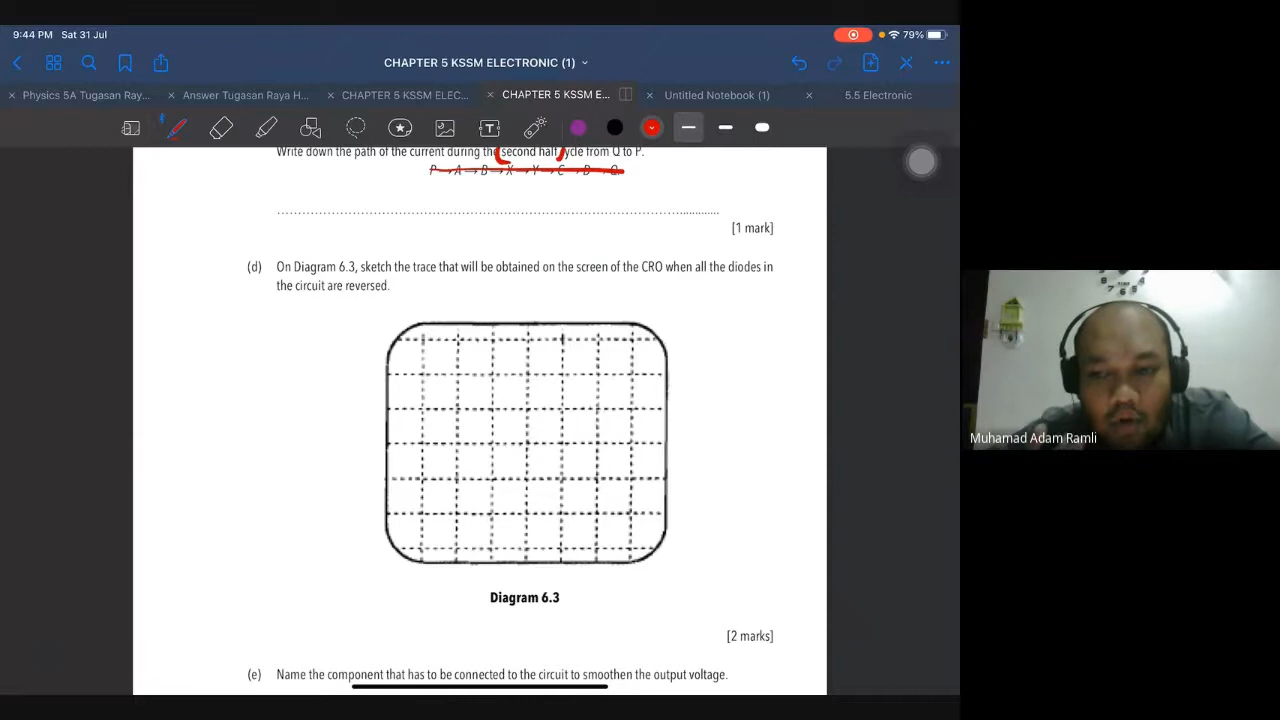 9:44 PM Sat 31 Jul
79%
CHAPTER 5 KSSM ELECTRONIC (1)
Physics 5A Tugasan Ray...
Answer Tugasan Raya H...
CHAPTER 5 KSSM ELEC...
CHAPTER 5 KSSM E...
Untitled Notebook (1)
5.5 Electronic
Write down the path of the current during the second half cycle from Q to P.
P → A → B → X → Y → C → D → Q.
[1 mark]
(d) On Diagram 6.3, sketch the trace that will be obtained on the screen of the CRO when all the diodes in
the circuit are reversed.
Diagram 6.3
[2 marks]
(e) Name the component that has to be connected to the circuit to smoothen the output voltage.
Muhamad Adam Ramli